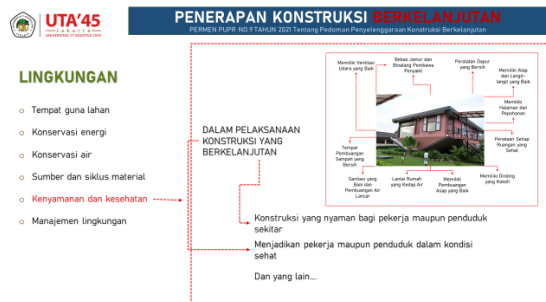 UTA'45
Jakarta
UNIVERSITAS 17 AGUSTUS 1945
PENERAPAN KONSTRUKSI BERKELANJUTAN
PERMEN PUPR NO.9 TAHUN 2021 Tentang Pedoman Penyelenggaraan Konstruksi Berkelanjutan
LINGKUNGAN
Tempat guna lahan
Konservasi energi
Konservasi air
Sumber dan siklus material
Kenyamanan dan kesehatan
Manajemen lingkungan
DALAM PELAKSANAAN
KONSTRUKSI YANG
BERKELANJUTAN
Memiliki Ventilasi
Udara yang Baik
Bebas Jamur dan
Binatang Pembawa
Penyakit
Peralatan Dapur
yang Bersih
Memiliki Atap
dan Langit-
langit yang Baik
Memiliki
Halaman dan
Pepohonan
Penataan Setiap
Ruangan yang
Sehat
Tempat
Pembuangan
Sampah yang
Bersih
Sanitasi yang
Baik dan
Pembuangan Air
Lancar
Lantai Rumah
yang Kedap Air
Memiliki
Pembuangan
Asap yang Baik
Memiliki Dinding
yang Kokoh
Konstruksi yang nyaman bagi pekerja maupun penduduk
sekitar
Menjadikan pekerja maupun penduduk dalam kondisi
sehat
Dan yang lain....